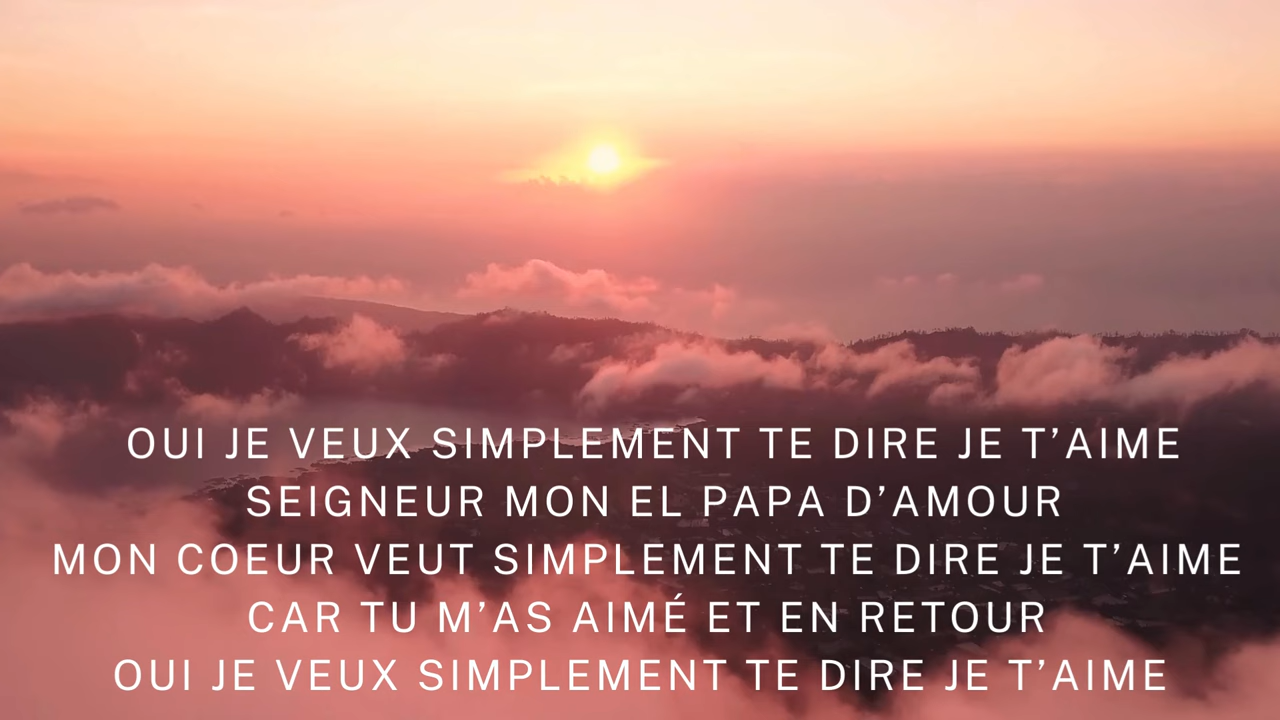 OUI JE VEUX SIMPLEMENT TE DIRE JE T’AIME
SEIGNEUR MON EL PAPA D’AMOUR
MON COEUR VEUT SIMPLEMENT TE DIRE JE T’AIME
CAR TU M’AS AIMÉ ET EN RETOUR
OUI JE VEUX SIMPLEMENT TE DIRE JE T’AIME